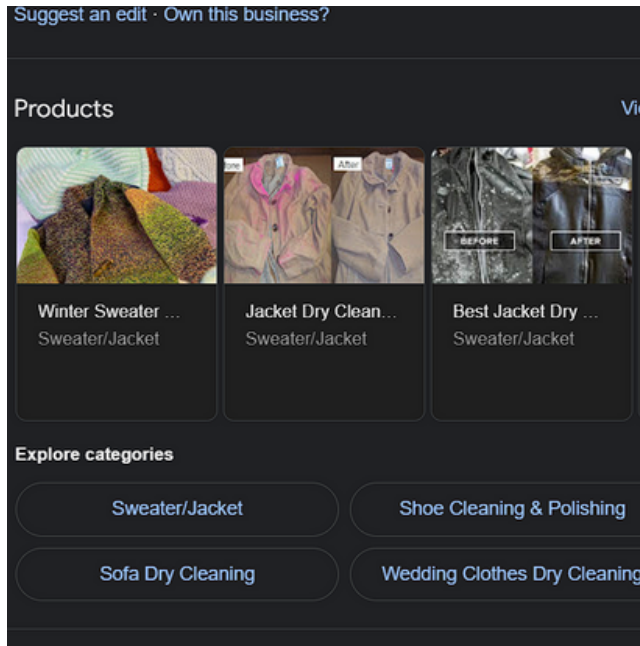 Suggest an edit · Own this business?
Products
Vi
After
BEFORE
AFTER
Winter Sweater ...
Jacket Dry Clean...
Best Jacket Dry ...
Sweater/Jacket
Sweater/Jacket
Sweater/Jacket
Explore categories
Sweater/Jacket
Shoe Cleaning & Polishing
Sofa Dry Cleaning
Wedding Clothes Dry Cleaning